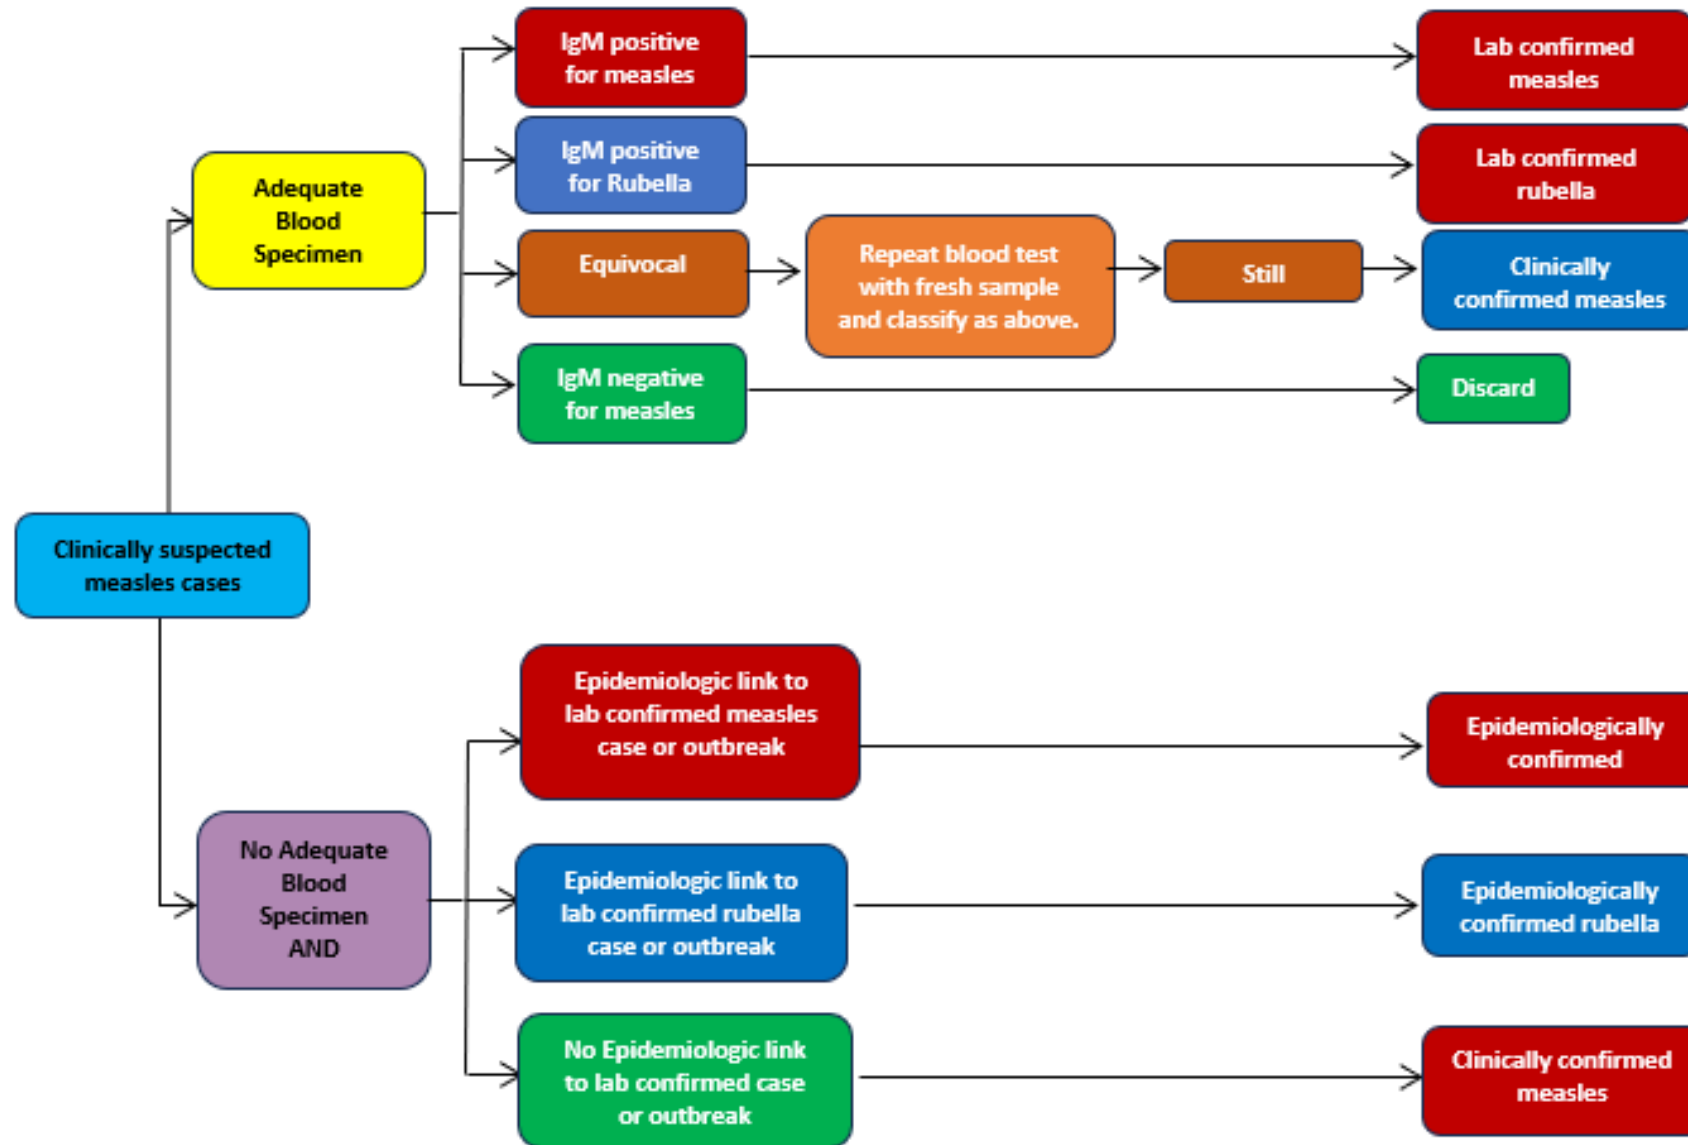 IgM positive
for measles
Lab confirmed
measles
IgM positive
for Rubella
Lab confirmed
rubella
Adequate
Blood
Specimen
Equivocal
Repeat blood test
with fresh sample
and classify as above.
Still
Clinically
confirmed measles
IgM negative
for measles
Discard
Clinically suspected
measles cases
Epidemiologic link to
lab confirmed measles
case or outbreak
Epidemiologically
confirmed
No Adequate
Blood
Specimen
AND
Epidemiologic link to
lab confirmed rubella
case or outbreak
Epidemiologically
confirmed rubella
No Epidemiologic link
to lab confirmed case
or outbreak
Clinically confirmed
measles